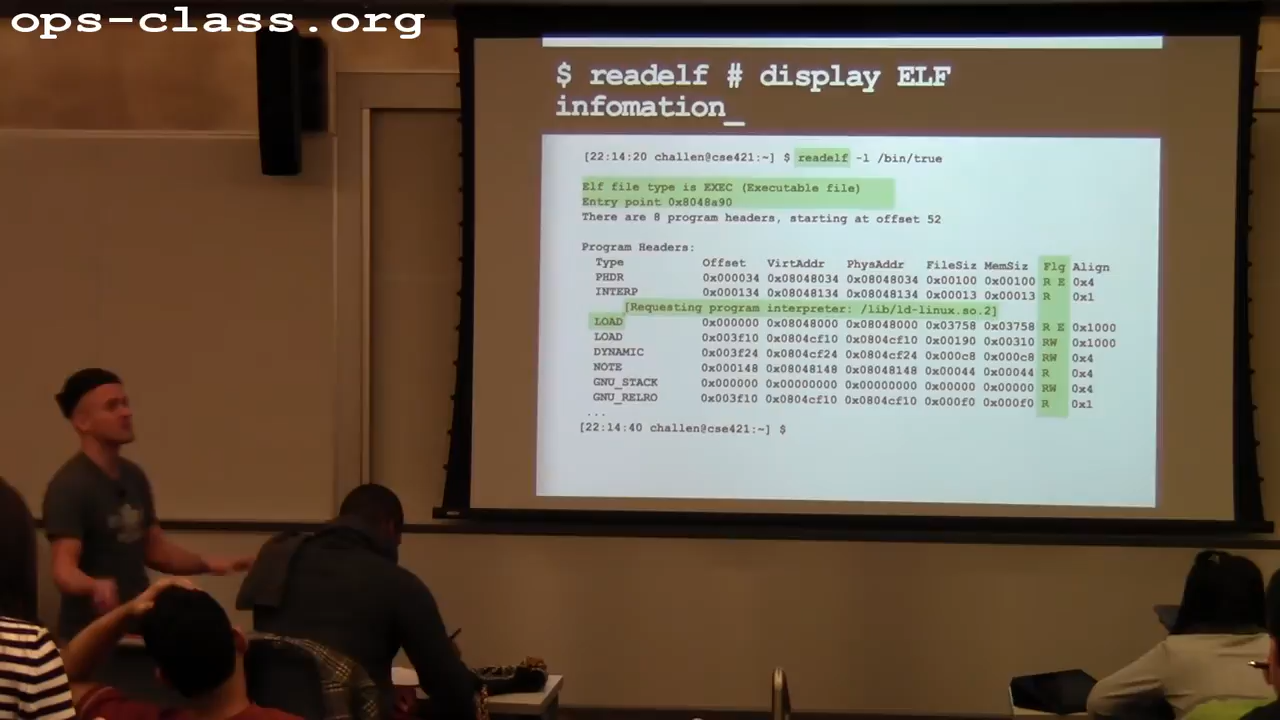 ops-class.org
$ readelf # display ELF
infomation_
[22:14:20 challen@cse421:~] $ readelf -l /bin/true
Elf file type is EXEC (Executable file)
Entry point 0x8048a90
There are 8 program headers, starting at offset 52
Program Headers:
Type Offset VirtAddr PhysAddr FileSiz MemSiz Flg Align
PHDR 0x000034 0x08048034 0x08048034 0x00100 0x00100 R E 0x4
INTERP 0x000134 0x08048134 0x08048134 0x00013 0x00013 R 0x1
[Requesting program interpreter: /lib/ld-linux.so.2]
LOAD 0x000000 0x08048000 0x08048000 0x03758 0x03758 R E 0x1000
LOAD 0x003f10 0x0804cf10 0x0804cf10 0x00190 0x00310 RW 0x1000
DYNAMIC 0x003f24 0x0804cf24 0x0804cf24 0x000c8 0x000c8 RW 0x4
NOTE 0x000148 0x08048148 0x08048148 0x00044 0x00044 R 0x4
GNU_STACK 0x000000 0x00000000 0x00000000 0x00000 0x00000 RW 0x4
GNU_RELRO 0x003f10 0x0804cf10 0x0804cf10 0x000f0 0x000f0 R 0x1
...
[22:14:40 challen@cse421:~] $